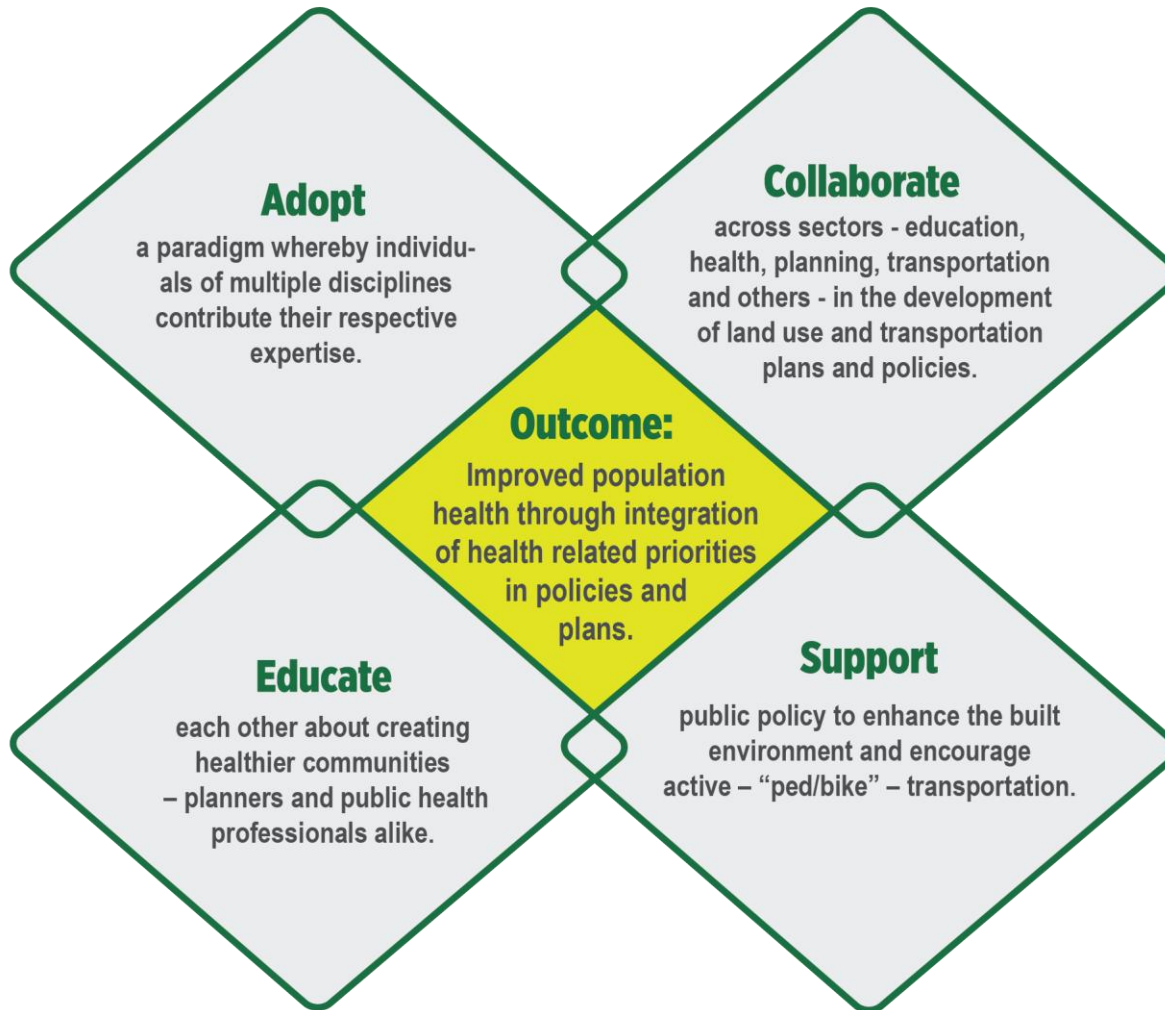 Adopt
a paradigm whereby individu-
als of multiple disciplines
contribute their respective
expertise.
Collaborate
across sectors - education,
health, planning, transportation
and others - in the development
of land use and transportation
plans and policies.
Outcome:
Improved population
health through integration
of health related priorities
in policies and
plans.
Educate
each other about creating
healthier communities
– planners and public health
professionals alike.
Support
public policy to enhance the built
environment and encourage
active – “ped/bike” – transportation.